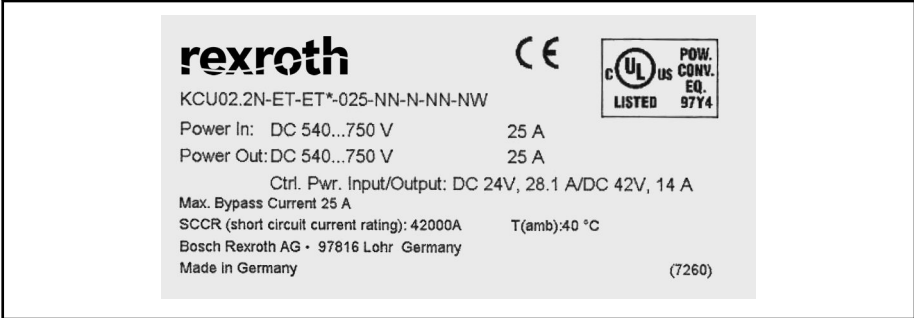 rexroth
CE
c UL us
LISTED
POW.
CONV.
EQ.
97Y4
KCU02.2N-ET-ET*-025-NN-N-NN-NW
Power In: DC 540...750 V 25 A
Power Out: DC 540...750 V 25 A
Ctrl. Pwr. Input/Output: DC 24V, 28.1 A/DC 42V, 14 A
Max. Bypass Current 25 A
SCCR (short circuit current rating): 42000A T(amb):40 °C
Bosch Rexroth AG • 97816 Lohr Germany
Made in Germany (7260)